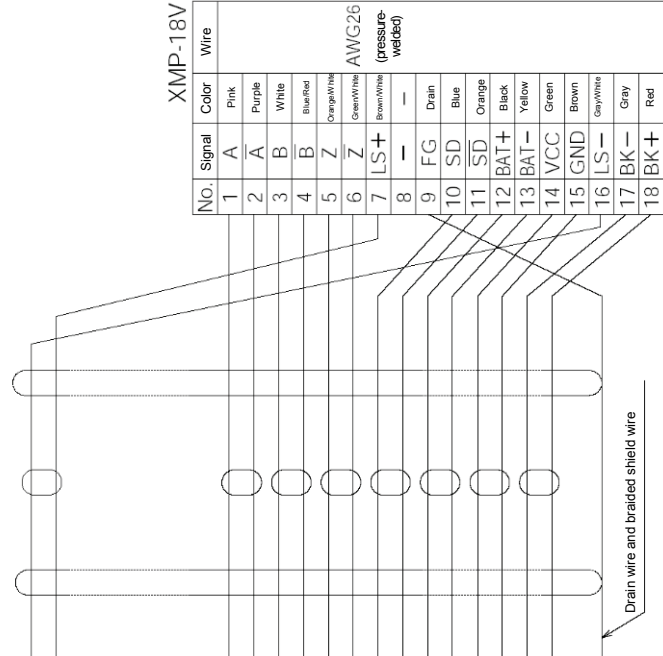 XMP-18V
No. Signal Color Wire
1 A Pink
2 A̅ Purple
3 B White
4 B̅ Blue/Red
5 Z Orange/White
6 Z̅ Green/White
7 LS+ Brown/White
8 – –
9 FG Drain
10 SD Blue
11 S̅D̅ Orange
12 BAT+ Black
13 BAT– Yellow
14 VCC Green
15 GND Brown
16 LS– Gray/White
17 BK– Gray
18 BK+ Red
AWG26
(pressure-
welded)
Drain wire and braided shield wire